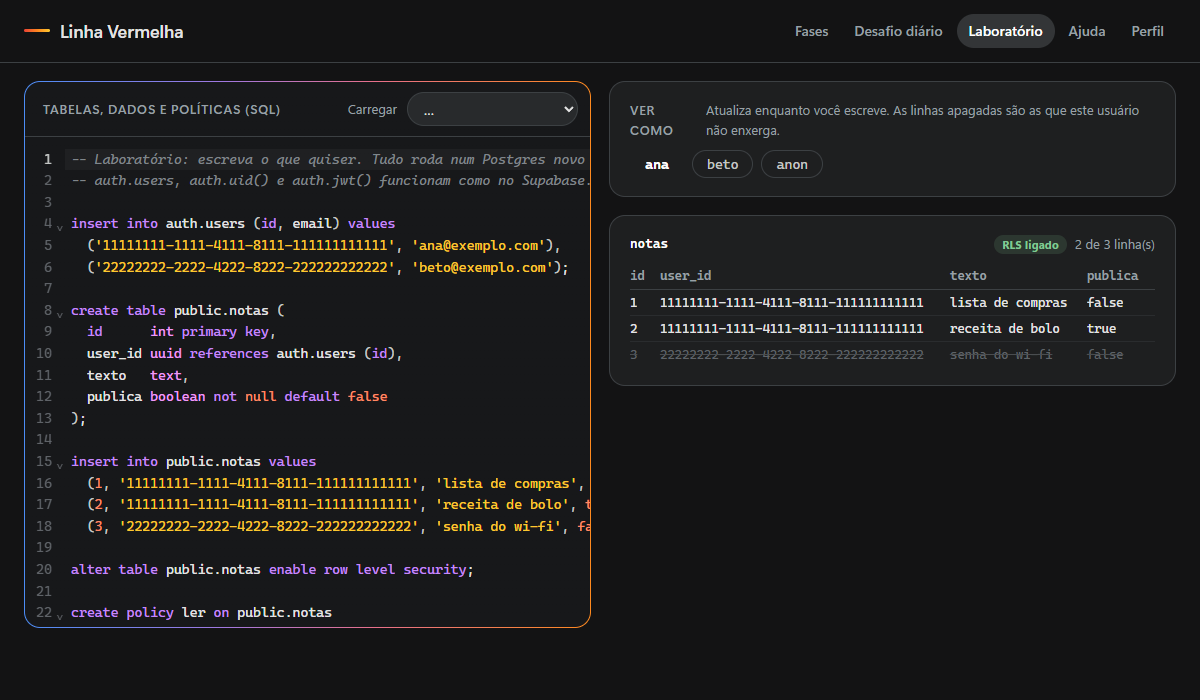 Linha Vermelha
Fases Desafio diário Laboratório Ajuda Perfil
TABELAS, DADOS E POLÍTICAS (SQL) Carregar ...
1 -- Laboratório: escreva o que quiser. Tudo roda num Postgres novo
2 -- auth.users, auth.uid() e auth.jwt() funcionam como no Supabase.
3
4 insert into auth.users (id, email) values
5 ('11111111-1111-4111-8111-111111111111', 'ana@exemplo.com'),
6 ('22222222-2222-4222-8222-222222222222', 'beto@exemplo.com');
7
8 create table public.notas (
9 id int primary key,
10 user_id uuid references auth.users (id),
11 texto text,
12 publica boolean not null default false
13 );
14
15 insert into public.notas values
16 (1, '11111111-1111-4111-8111-111111111111', 'lista de compras',
17 (2, '11111111-1111-4111-8111-111111111111', 'receita de bolo',
18 (3, '22222222-2222-4222-8222-222222222222', 'senha do wi-fi', fa
19
20 alter table public.notas enable row level security;
21
22 create policy ler on public.notas
VER COMO
Atualiza enquanto você escreve. As linhas apagadas são as que este usuário
não enxerga.
ana beto anon
notas RLS ligado 2 de 3 linha(s)
id user_id texto publica
1 11111111-1111-4111-8111-111111111111 lista de compras false
2 11111111-1111-4111-8111-111111111111 receita de bolo true
3 22222222-2222-4222-8222-222222222222 senha do wi-fi false